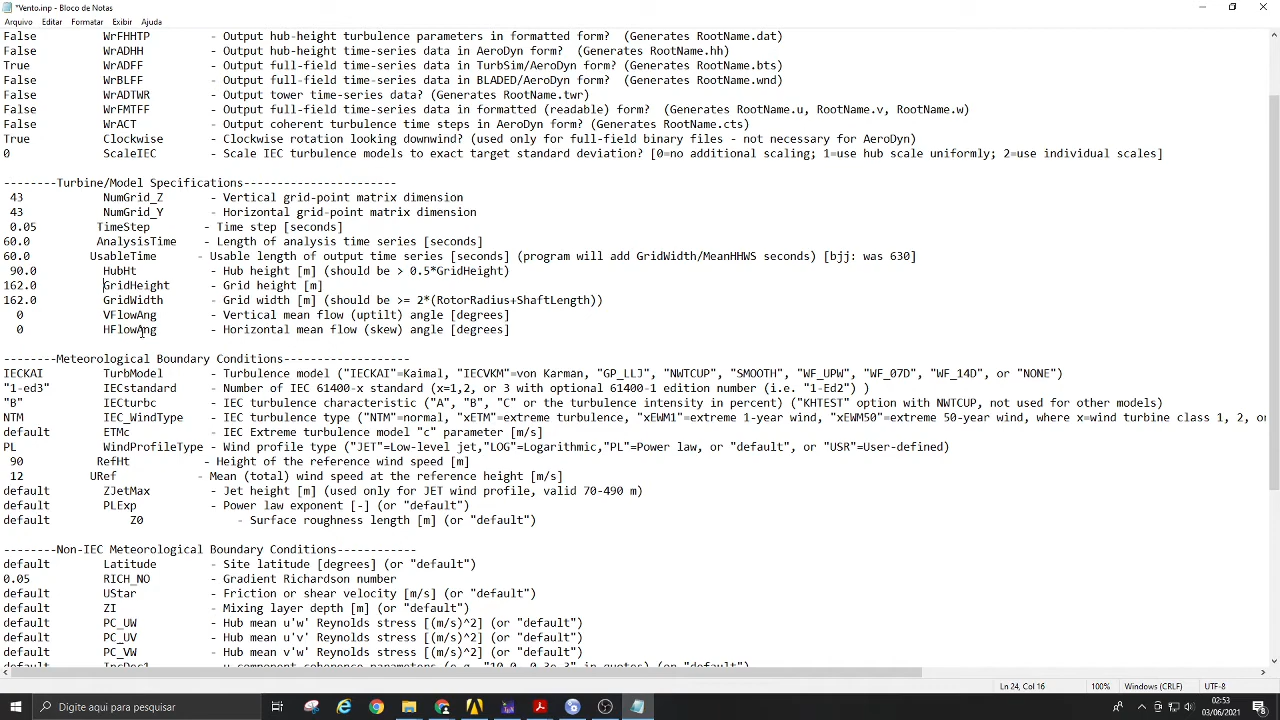 *Vento.inp - Bloco de Notas
Arquivo Editar Formatar Exibir Ajuda
False WrFHHTP - Output hub-height turbulence parameters in formatted form? (Generates RootName.dat)
False WrADHH - Output hub-height time-series data in AeroDyn form? (Generates RootName.hh)
True WrADFF - Output full-field time-series data in TurbSim/AeroDyn form? (Generates RootName.bts)
False WrBLFF - Output full-field time-series data in BLADED/AeroDyn form? (Generates RootName.wnd)
False WrADTWR - Output tower time-series data? (Generates RootName.twr)
False WrFMTFF - Output full-field time-series data in formatted (readable) form? (Generates RootName.u, RootName.v, RootName.w)
False WrACT - Output coherent turbulence time steps in AeroDyn form? (Generates RootName.cts)
True Clockwise - Clockwise rotation looking downwind? (used only for full-field binary files - not necessary for AeroDyn)
0 ScaleIEC - Scale IEC turbulence models to exact target standard deviation? [0=no additional scaling; 1=use hub scale uniformly; 2=use individual scales]
--------Turbine/Model Specifications-----------------------
43 NumGrid_Z - Vertical grid-point matrix dimension
43 NumGrid_Y - Horizontal grid-point matrix dimension
0.05 TimeStep - Time step [seconds]
60.0 AnalysisTime - Length of analysis time series [seconds]
60.0 UsableTime - Usable length of output time series [seconds] (program will add GridWidth/MeanHHWS seconds) [bjj: was 630]
90.0 HubHt - Hub height [m] (should be > 0.5*GridHeight)
162.0 GridHeight - Grid height [m]
162.0 GridWidth - Grid width [m] (should be >= 2*(RotorRadius+ShaftLength))
0 VFlowAng - Vertical mean flow (uptilt) angle [degrees]
0 HFlowAng - Horizontal mean flow (skew) angle [degrees]
--------Meteorological Boundary Conditions-------------------
IECKAI TurbModel - Turbulence model ("IECKAI"=Kaimal, "IECVKM"=von Karman, "GP_LLJ", "NWTCUP", "SMOOTH", "WF_UPW", "WF_07D", "WF_14D", or "NONE")
"1-ed3" IECstandard - Number of IEC 61400-x standard (x=1,2, or 3 with optional 61400-1 edition number (i.e. "1-Ed2") )
"B" IECturbc - IEC turbulence characteristic ("A", "B", "C" or the turbulence intensity in percent) ("KHTEST" option with NWTCUP, not used for other models)
NTM IEC_WindType - IEC turbulence type ("NTM"=normal, "xETM"=extreme turbulence, "xEWM1"=extreme 1-year wind, "xEWM50"=extreme 50-year wind, where x=wind turbine class 1, 2, or
default ETMc - IEC Extreme turbulence model "c" parameter [m/s]
PL WindProfileType - Wind profile type ("JET"=Low-level jet,"LOG"=Logarithmic,"PL"=Power law, or "default", or "USR"=User-defined)
90 RefHt - Height of the reference wind speed [m]
12 URef - Mean (total) wind speed at the reference height [m/s]
default ZJetMax - Jet height [m] (used only for JET wind profile, valid 70-490 m)
default PLExp - Power law exponent [-] (or "default")
default Z0 - Surface roughness length [m] (or "default")
--------Non-IEC Meteorological Boundary Conditions------------
default Latitude - Site latitude [degrees] (or "default")
0.05 RICH_NO - Gradient Richardson number
default UStar - Friction or shear velocity [m/s] (or "default")
default ZI - Mixing layer depth [m] (or "default")
default PC_UW - Hub mean u'w' Reynolds stress [(m/s)^2] (or "default")
default PC_UV - Hub mean u'v' Reynolds stress [(m/s)^2] (or "default")
default PC_VW - Hub mean v'w' Reynolds stress [(m/s)^2] (or "default")
default IncDec1 - u-component coherence parameters (e.g. "10.0 0.3e-3" in quotes) (or "default")
Ln 24, Col 16 100% Windows (CRLF) UTF-8
Digite aqui para pesquisar
02:53
03/06/2021
8